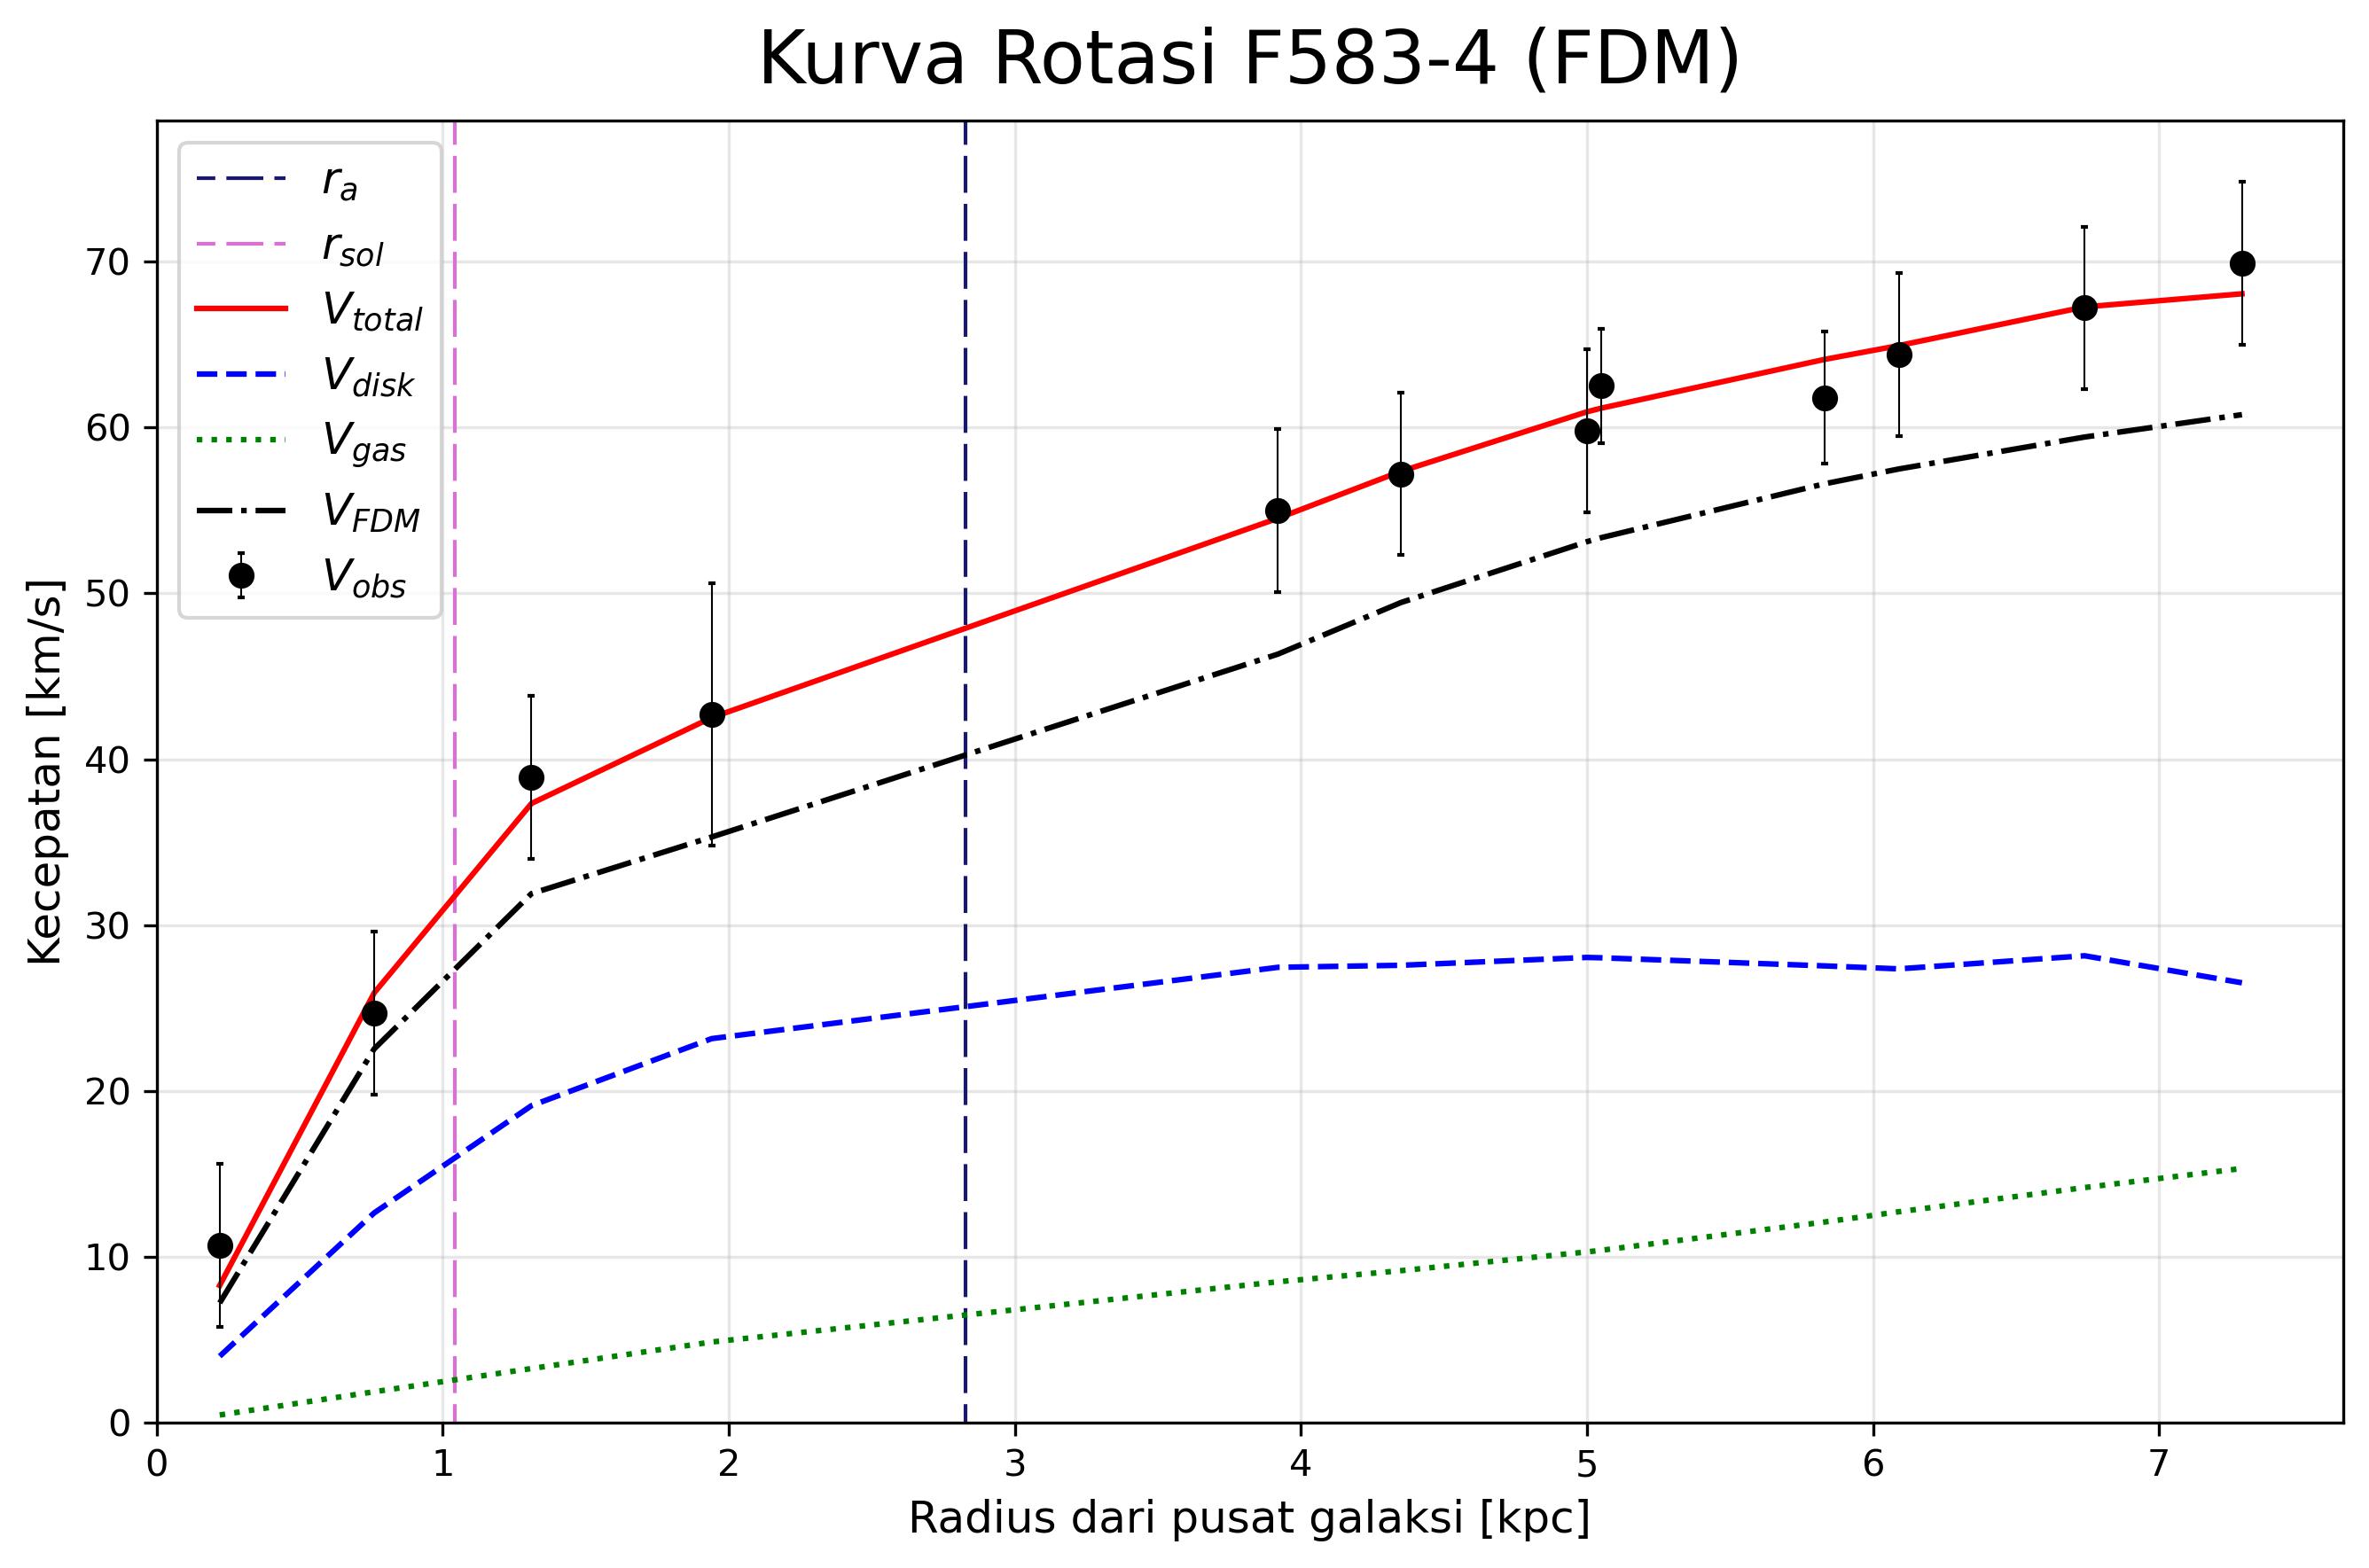 Kurva Rotasi F583-4 (FDM)
r_a
r_sol
V_total
V_disk
V_gas
V_FDM
V_obs
Kecepatan [km/s]
70
60
50
40
30
20
10
0
0 1 2 3 4 5 6 7
Radius dari pusat galaksi [kpc]